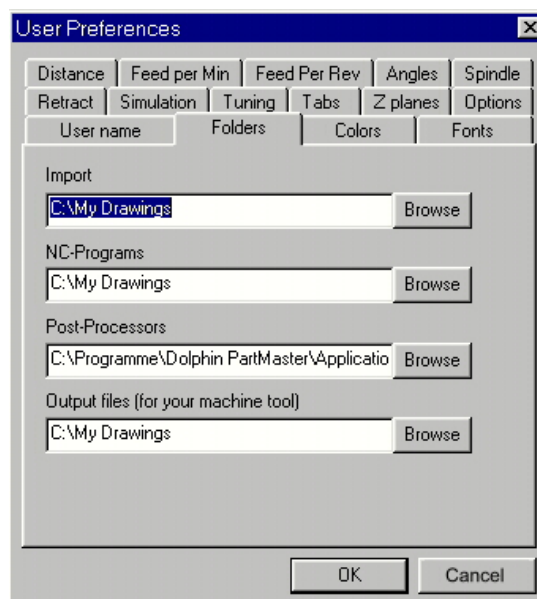 User Preferences
Distance Feed per Min Feed Per Rev Angles Spindle
Retract Simulation Tuning Tabs Z planes Options
User name Folders Colors Fonts
Import
C:\My Drawings Browse
NC-Programs
C:\My Drawings Browse
Post-Processors
C:\Programme\Dolphin PartMaster\Applicatio Browse
Output files (for your machine tool)
C:\My Drawings Browse
OK Cancel